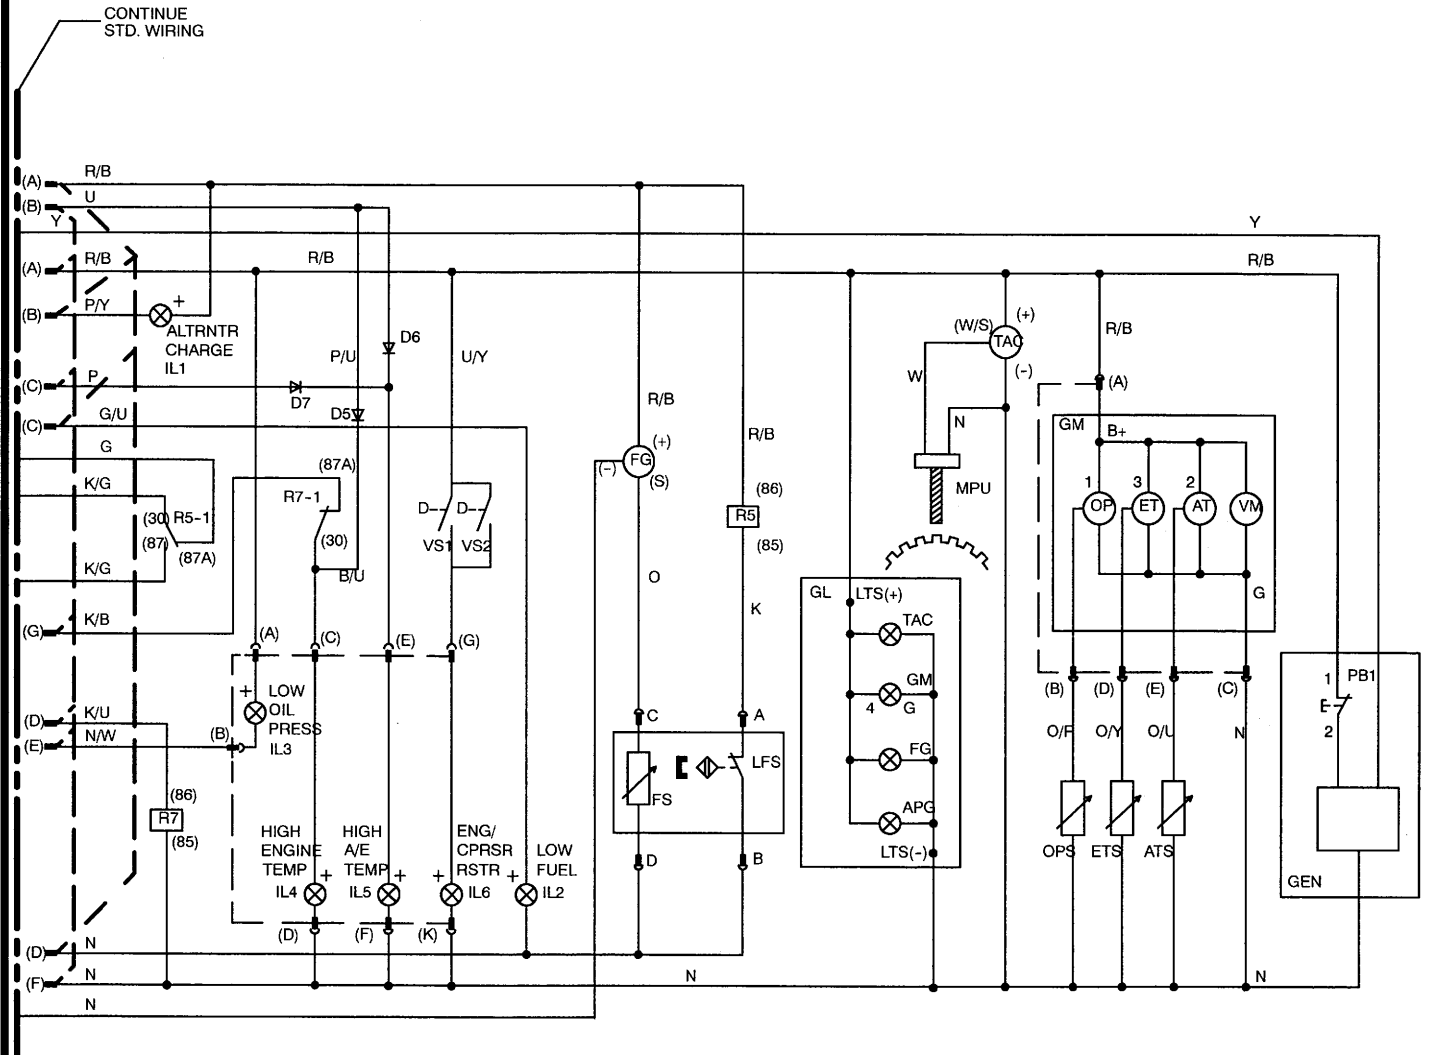 CONTINUE
STD. WIRING
(A) R/B
(B) U
Y
Y
(A) R/B
R/B
R/B
(B) P/Y
+
ALTRNTR
CHARGE
IL1
(C) P
D7
D6
P/U
U/Y
D5
(C) G/U
G
K/G
(30) R5-1
(87)
(87A)
K/G
(87A)
R7-1
(30)
B/U
D
D
VS1
VS2
(G) K/B
(A)
(C)
(E)
(G)
+
LOW
OIL
PRESS
IL3
(B)
(D) K/U
(E) N/W
(86)
R7
(85)
HIGH
ENGINE
TEMP +
IL4
HIGH
A/E
TEMP +
IL5
ENG/
CPRSR
RSTR +
IL6
LOW
FUEL
+
IL2
(D)
(F)
(K)
(D) N
(F) N
N
N
N
R/B
(+)
(-) FG
(S)
O
R/B
(86)
R5
(85)
K
C
A
FS
LFS
D
B
(W/S)
(+)
TAC
(-)
W
N
MPU
GL
LTS(+)
TAC
GM
4 G
FG
APG
LTS(-)
R/B
(A)
GM
B+
1
3
2
OP
ET
AT
VM
G
(B)
(D)
(E)
(C)
O/F
O/Y
O/U
N
OPS
ETS
ATS
1 PB1
E
2
GEN